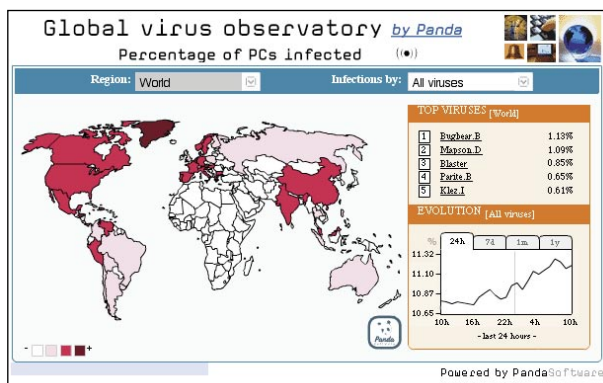 Global virus observatory by Panda
Percentage of PCs infected
Region: World
Infections by: All viruses
TOP VIRUSES [World]
1 Bugbear.B 1.13%
2 Mapson.D 1.09%
3 Blaster 0.85%
4 Parite.B 0.65%
5 Klez.I 0.61%
EVOLUTION [All viruses]
% 24h 7d 1m 1y
11.32
11.10
10.87
10.65
10h 16h 22h 4h 10h
- last 24 hours -
Panda
- +
Powered by PandaSoftware